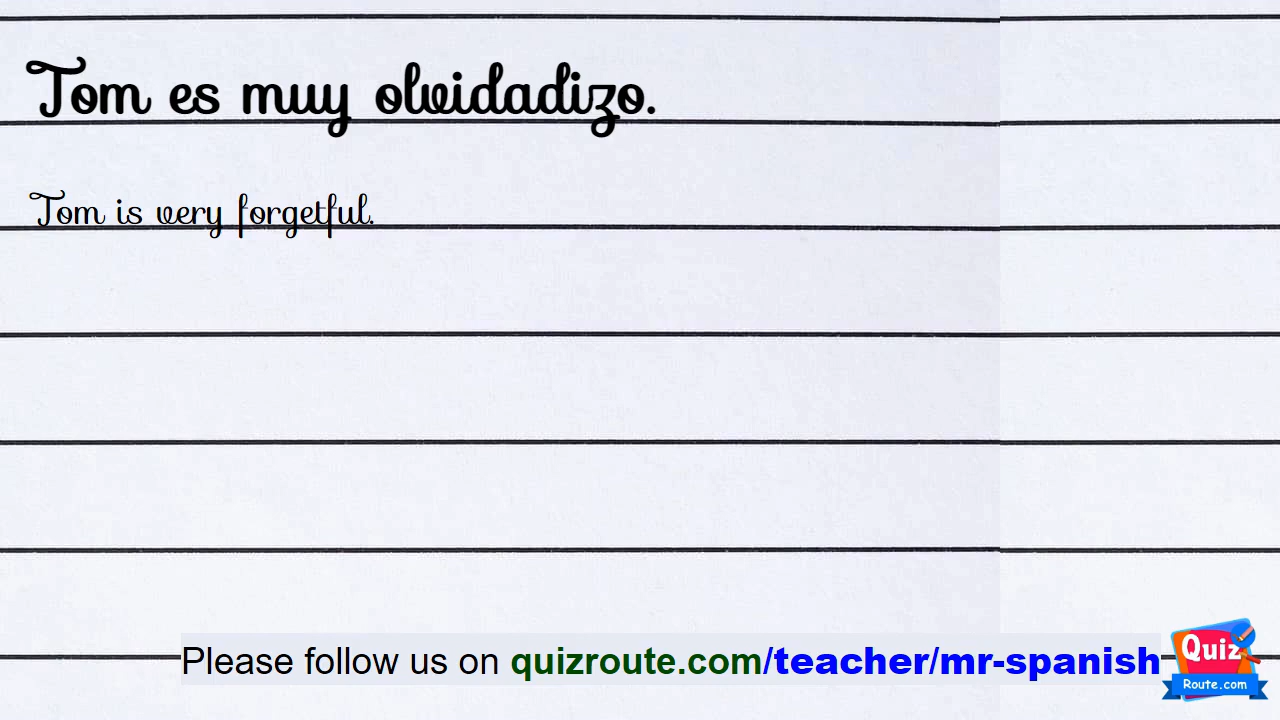 Tom es muy olvidadizo.
Tom is very forgetful.
Please follow us on quizroute.com/teacher/mr-spanish
Quiz
Route.com